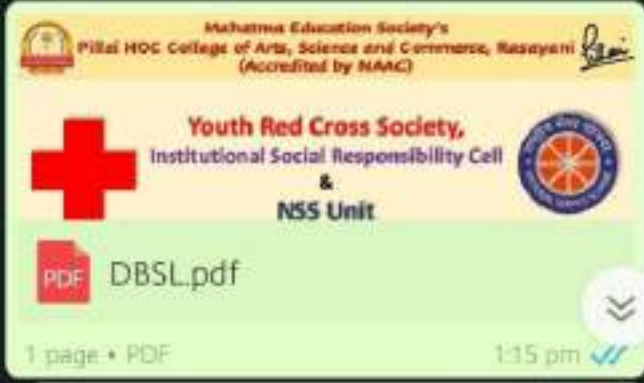 Mahatma Education Society's
Pillai HOC College of Arts, Science and Commerce, Rasayani
(Accredited by NAAC)
Youth Red Cross Society,
Institutional Social Responsibility Cell
&
NSS Unit
PDF
DBSL.pdf
1 page • PDF
1:15 pm